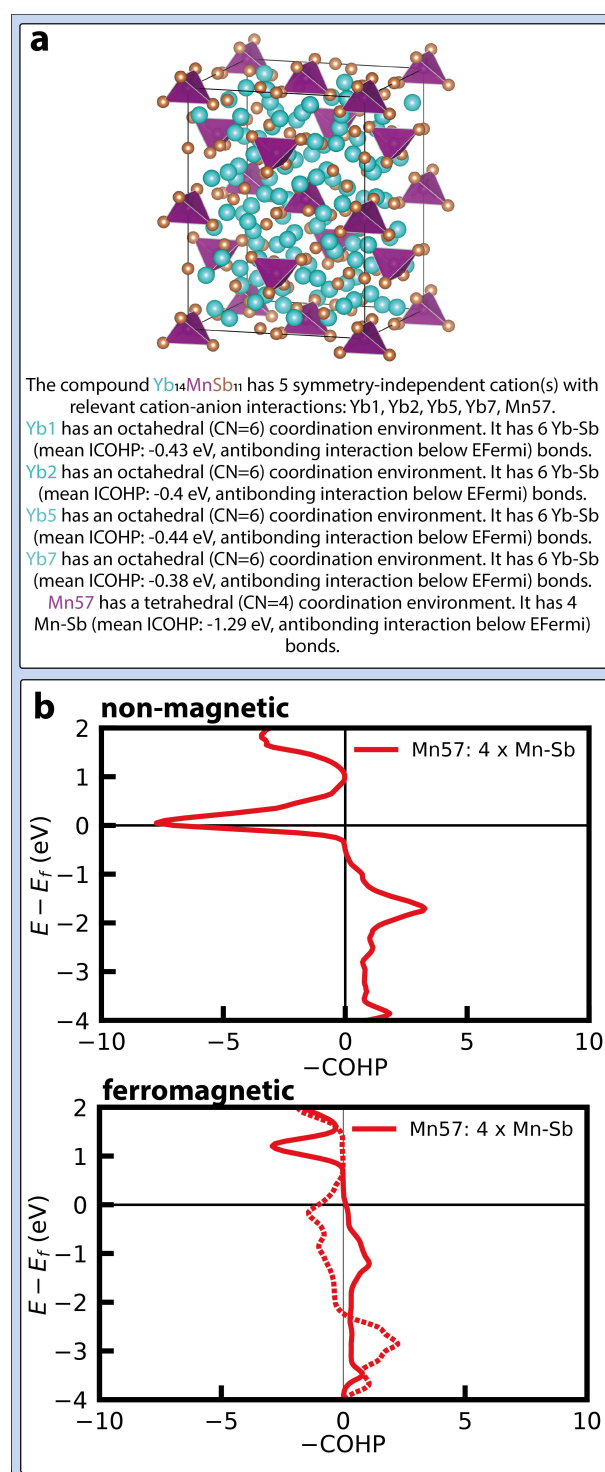 a
The compound Yb₁₄MnSb₁₁ has 5 symmetry-independent cation(s) with
relevant cation-anion interactions: Yb1, Yb2, Yb5, Yb7, Mn57.
Yb1 has an octahedral (CN=6) coordination environment. It has 6 Yb-Sb
(mean ICOHP: -0.43 eV, antibonding interaction below EFermi) bonds.
Yb2 has an octahedral (CN=6) coordination environment. It has 6 Yb-Sb
(mean ICOHP: -0.4 eV, antibonding interaction below EFermi) bonds.
Yb5 has an octahedral (CN=6) coordination environment. It has 6 Yb-Sb
(mean ICOHP: -0.44 eV, antibonding interaction below EFermi) bonds.
Yb7 has an octahedral (CN=6) coordination environment. It has 6 Yb-Sb
(mean ICOHP: -0.38 eV, antibonding interaction below EFermi) bonds.
Mn57 has a tetrahedral (CN=4) coordination environment. It has 4
Mn-Sb (mean ICOHP: -1.29 eV, antibonding interaction below EFermi)
bonds.
b
non-magnetic
Mn57: 4 x Mn-Sb
2
1
0
−1
−2
−3
−4
E − E_f (eV)
−10 −5 0 5 10
−COHP
ferromagnetic
Mn57: 4 x Mn-Sb
2
1
0
−1
−2
−3
−4
E − E_f (eV)
−10 −5 0 5 10
−COHP